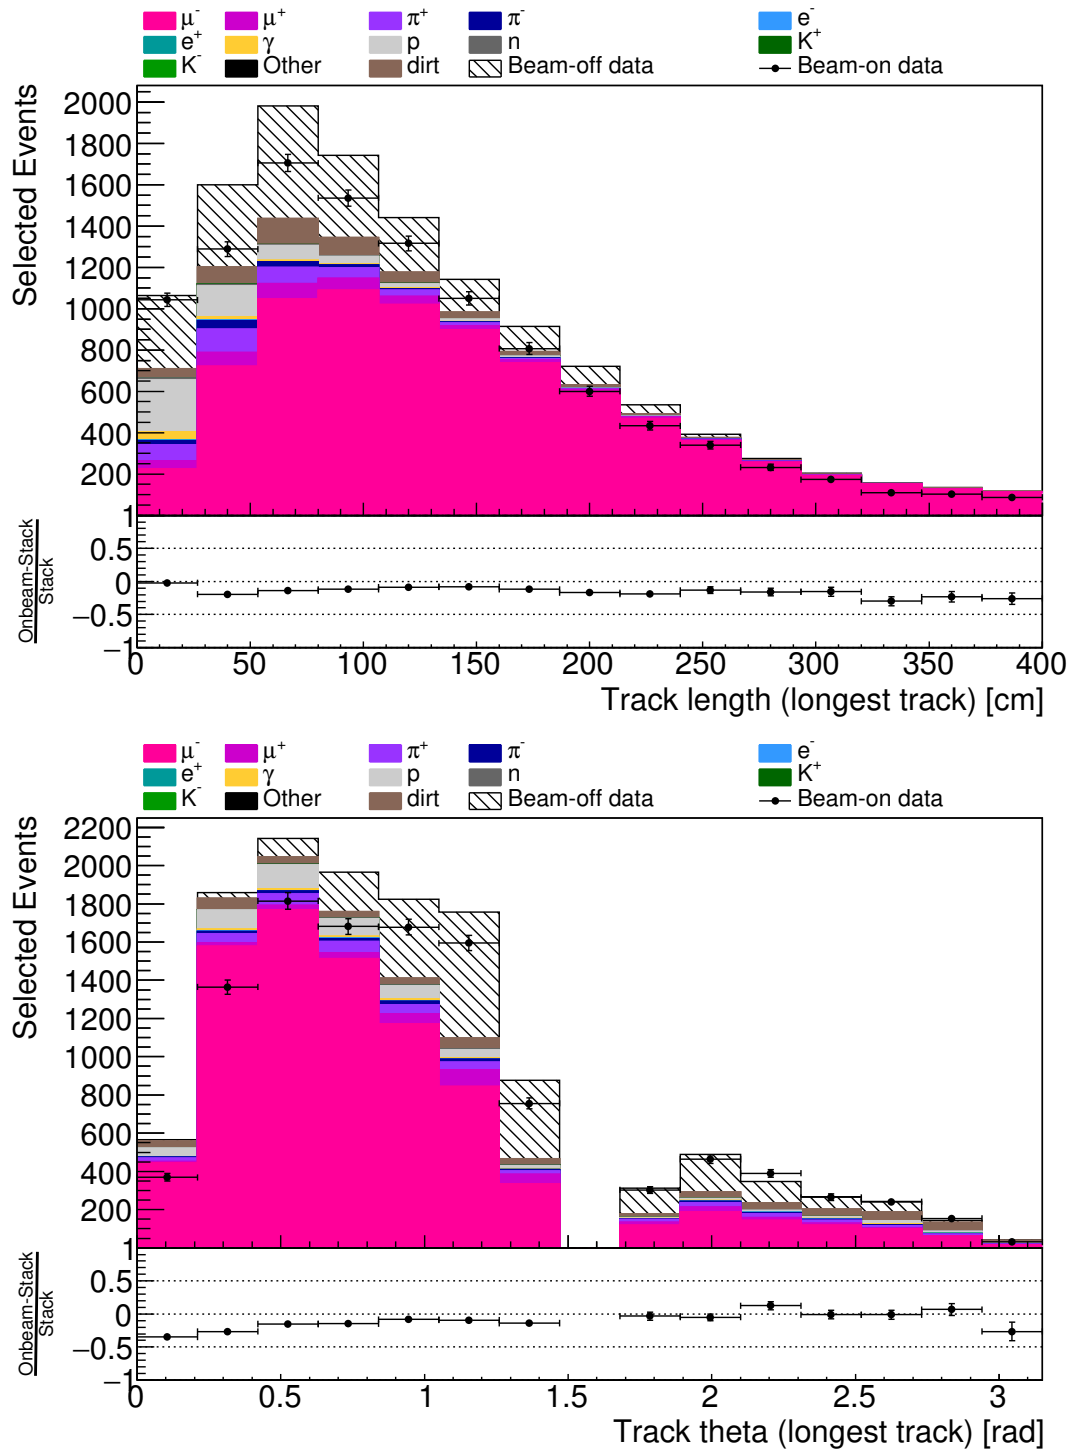 μ- μ+ π+ π- e-
e+ γ p n K+
K- Other dirt Beam-off data Beam-on data
Selected Events
2000
1800
1600
1400
1200
1000
800
600
400
200
Onbeam-Stack
Stack
1
0.5
0
−0.5
−1
0 50 100 150 200 250 300 350 400
Track length (longest track) [cm]
μ- μ+ π+ π- e-
e+ γ p n K+
K- Other dirt Beam-off data Beam-on data
Selected Events
2200
2000
1800
1600
1400
1200
1000
800
600
400
200
Onbeam-Stack
Stack
1
0.5
0
−0.5
−1
0 0.5 1 1.5 2 2.5 3
Track theta (longest track) [rad]